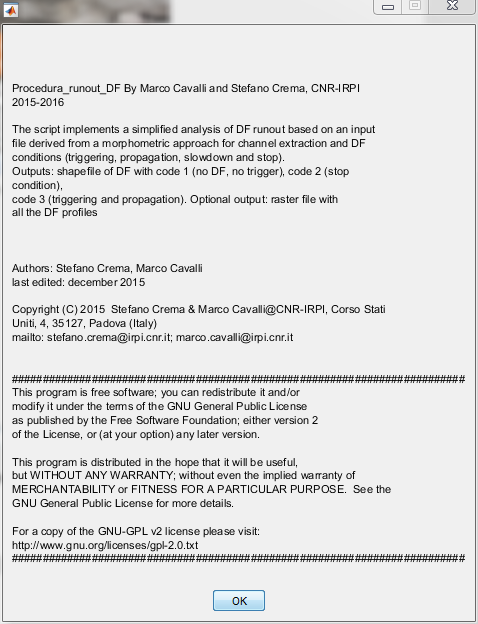 Procedura_runout_DF By Marco Cavalli and Stefano Crema, CNR-IRPI
2015-2016
The script implements a simplified analysis of DF runout based on an input
file derived from a morphometric approach for channel extraction and DF
conditions (triggering, propagation, slowdown and stop).
Outputs: shapefile of DF with code 1 (no DF, no trigger), code 2 (stop
condition),
code 3 (triggering and propagation). Optional output: raster file with
all the DF profiles
Authors: Stefano Crema, Marco Cavalli
last edited: december 2015
Copyright (C) 2015  Stefano Crema & Marco Cavalli@CNR-IRPI, Corso Stati
Uniti, 4, 35127, Padova (Italy)
mailto: stefano.crema@irpi.cnr.it; marco.cavalli@irpi.cnr.it
###########################################################################
This program is free software; you can redistribute it and/or
modify it under the terms of the GNU General Public License
as published by the Free Software Foundation; either version 2
of the License, or (at your option) any later version.
This program is distributed in the hope that it will be useful,
but WITHOUT ANY WARRANTY; without even the implied warranty of
MERCHANTABILITY or FITNESS FOR A PARTICULAR PURPOSE.  See the
GNU General Public License for more details.
For a copy of the GNU-GPL v2 license please visit:
http://www.gnu.org/licenses/gpl-2.0.txt
###########################################################################
OK